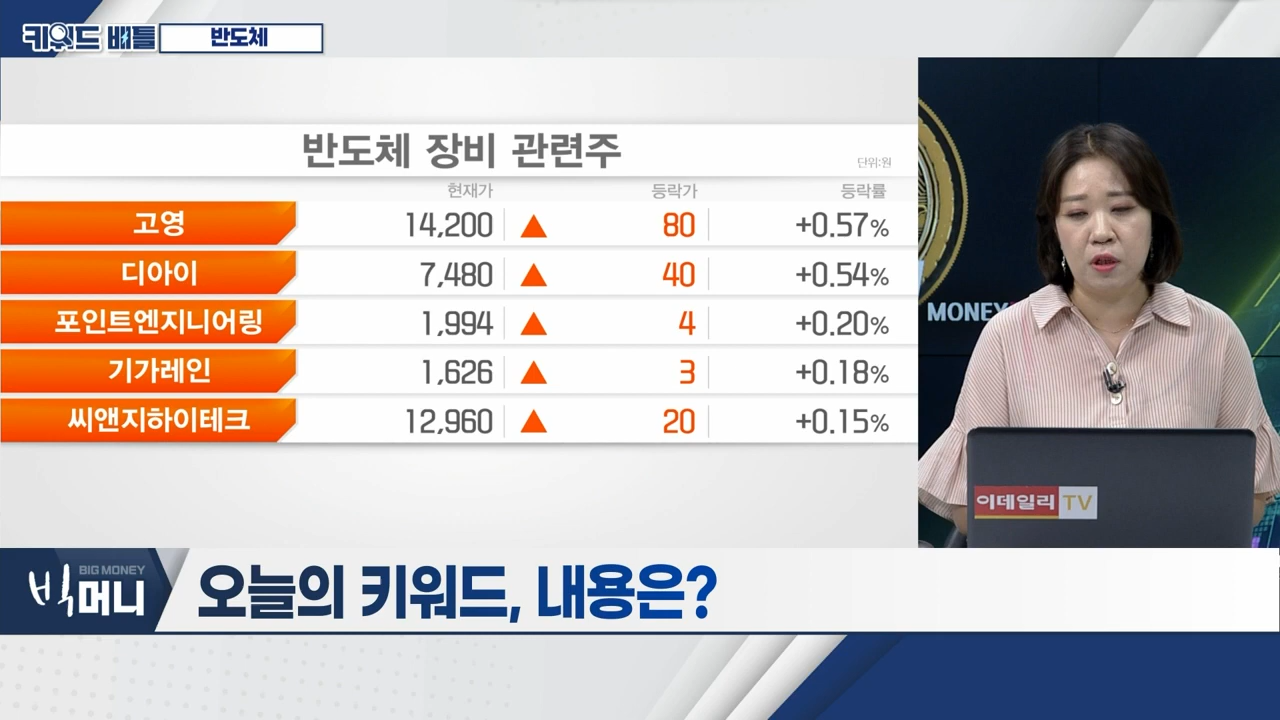 키워드 배틀 반도체
반도체 장비 관련주
단위:원
현재가 등락가 등락률
고영 14,200 ▲ 80 +0.57%
디아이 7,480 ▲ 40 +0.54%
포인트엔지니어링 1,994 ▲ 4 +0.20%
기가레인 1,626 ▲ 3 +0.18%
씨앤지하이테크 12,960 ▲ 20 +0.15%
MONEY
이데일리 TV
BIG MONEY
빅머니
오늘의 키워드, 내용은?